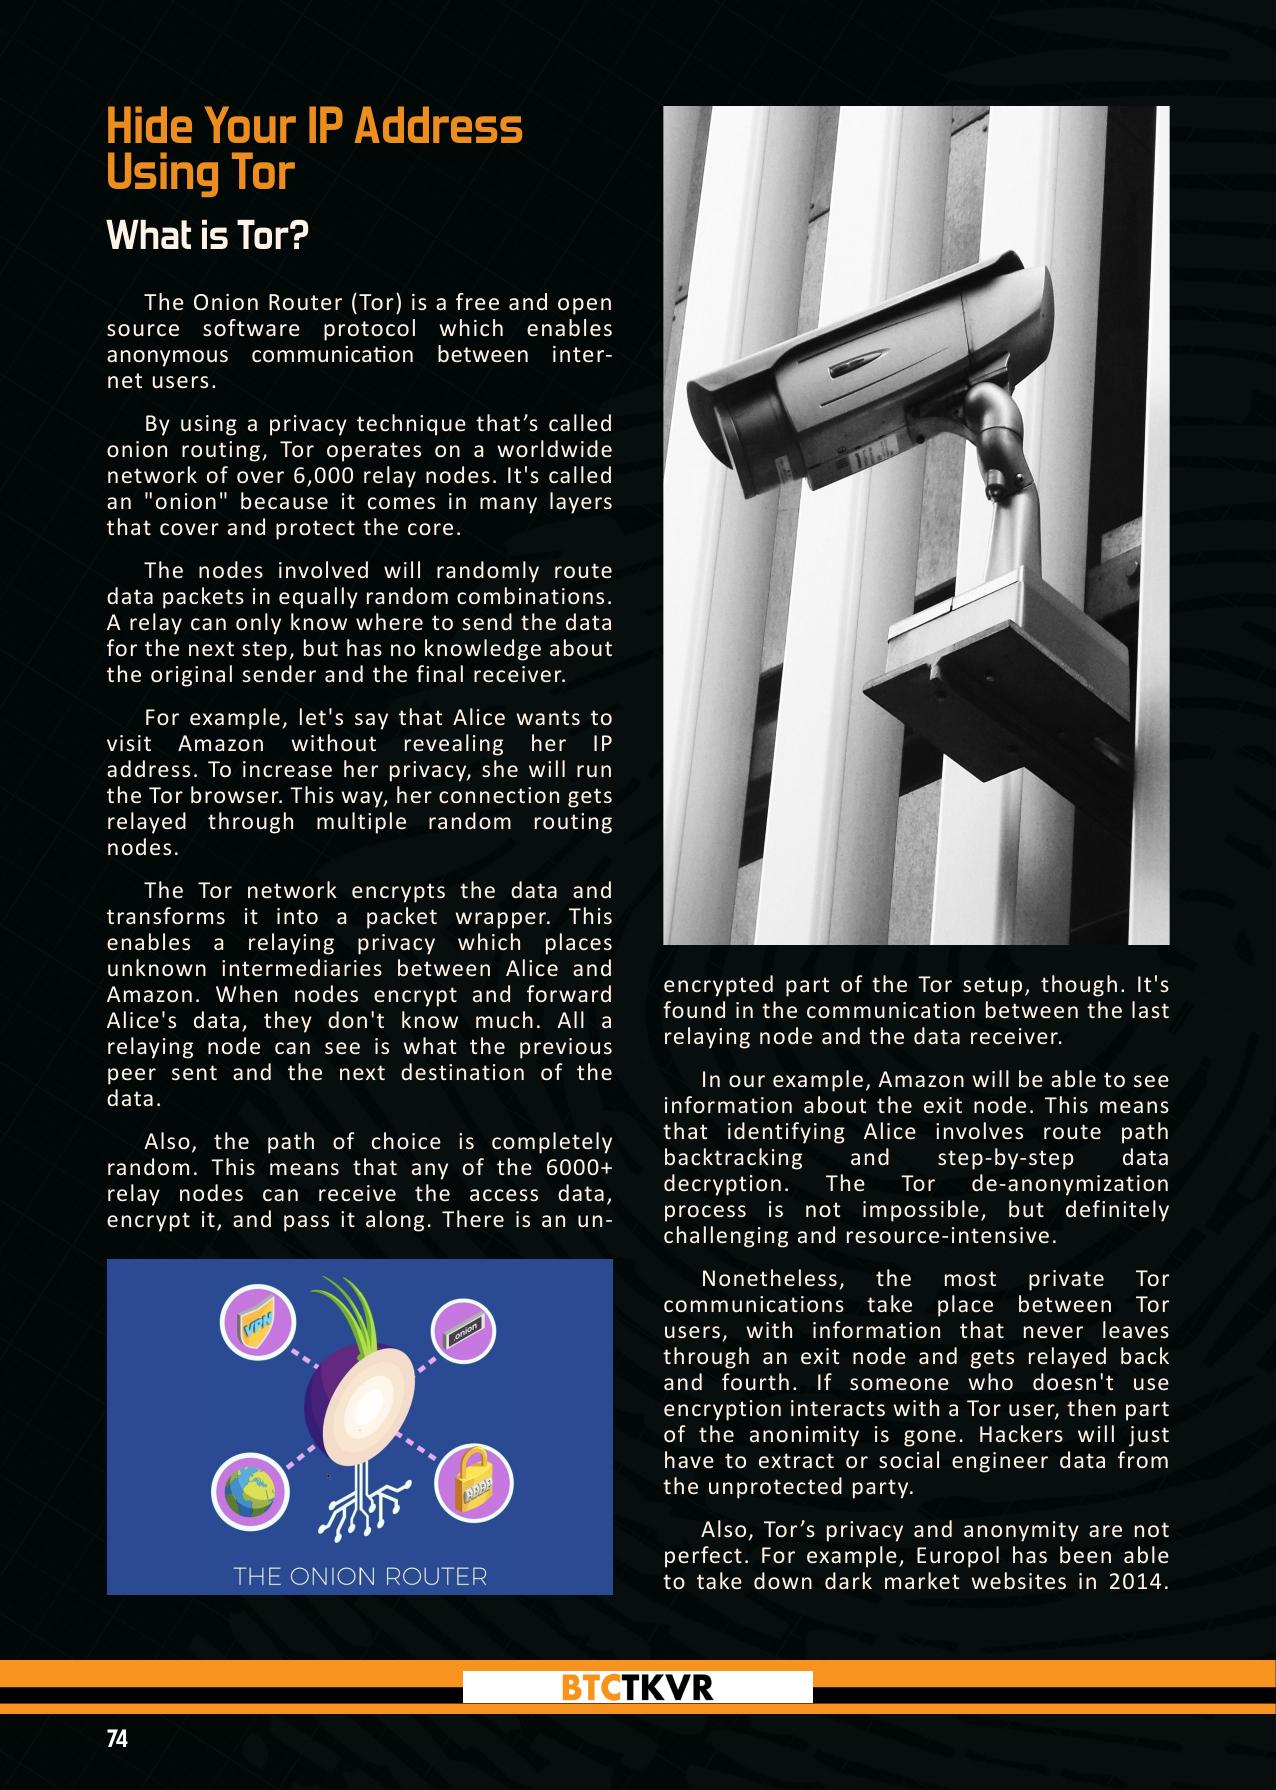 Hide Your IP Address
Using Tor
What is Tor?
The Onion Router (Tor) is a free and open
source software protocol which enables
anonymous communication between inter-
net users.
By using a privacy technique that’s called
onion routing, Tor operates on a worldwide
network of over 6,000 relay nodes. It's called
an "onion" because it comes in many layers
that cover and protect the core.
The nodes involved will randomly route
data packets in equally random combinations.
A relay can only know where to send the data
for the next step, but has no knowledge about
the original sender and the final receiver.
For example, let's say that Alice wants to
visit Amazon without revealing her IP
address. To increase her privacy, she will run
the Tor browser. This way, her connection gets
relayed through multiple random routing
nodes.
The Tor network encrypts the data and
transforms it into a packet wrapper. This
enables a relaying privacy which places
unknown intermediaries between Alice and
Amazon. When nodes encrypt and forward
Alice's data, they don't know much. All a
relaying node can see is what the previous
peer sent and the next destination of the
data.
Also, the path of choice is completely
random. This means that any of the 6000+
relay nodes can receive the access data,
encrypt it, and pass it along. There is an un-
VPN
.onion
THE ONION ROUTER
encrypted part of the Tor setup, though. It's
found in the communication between the last
relaying node and the data receiver.
In our example, Amazon will be able to see
information about the exit node. This means
that identifying Alice involves route path
backtracking and step-by-step data
decryption. The Tor de-anonymization
process is not impossible, but definitely
challenging and resource-intensive.
Nonetheless, the most private Tor
communications take place between Tor
users, with information that never leaves
through an exit node and gets relayed back
and fourth. If someone who doesn't use
encryption interacts with a Tor user, then part
of the anonimity is gone. Hackers will just
have to extract or social engineer data from
the unprotected party.
Also, Tor’s privacy and anonymity are not
perfect. For example, Europol has been able
to take down dark market websites in 2014.
BTCTKVR
74